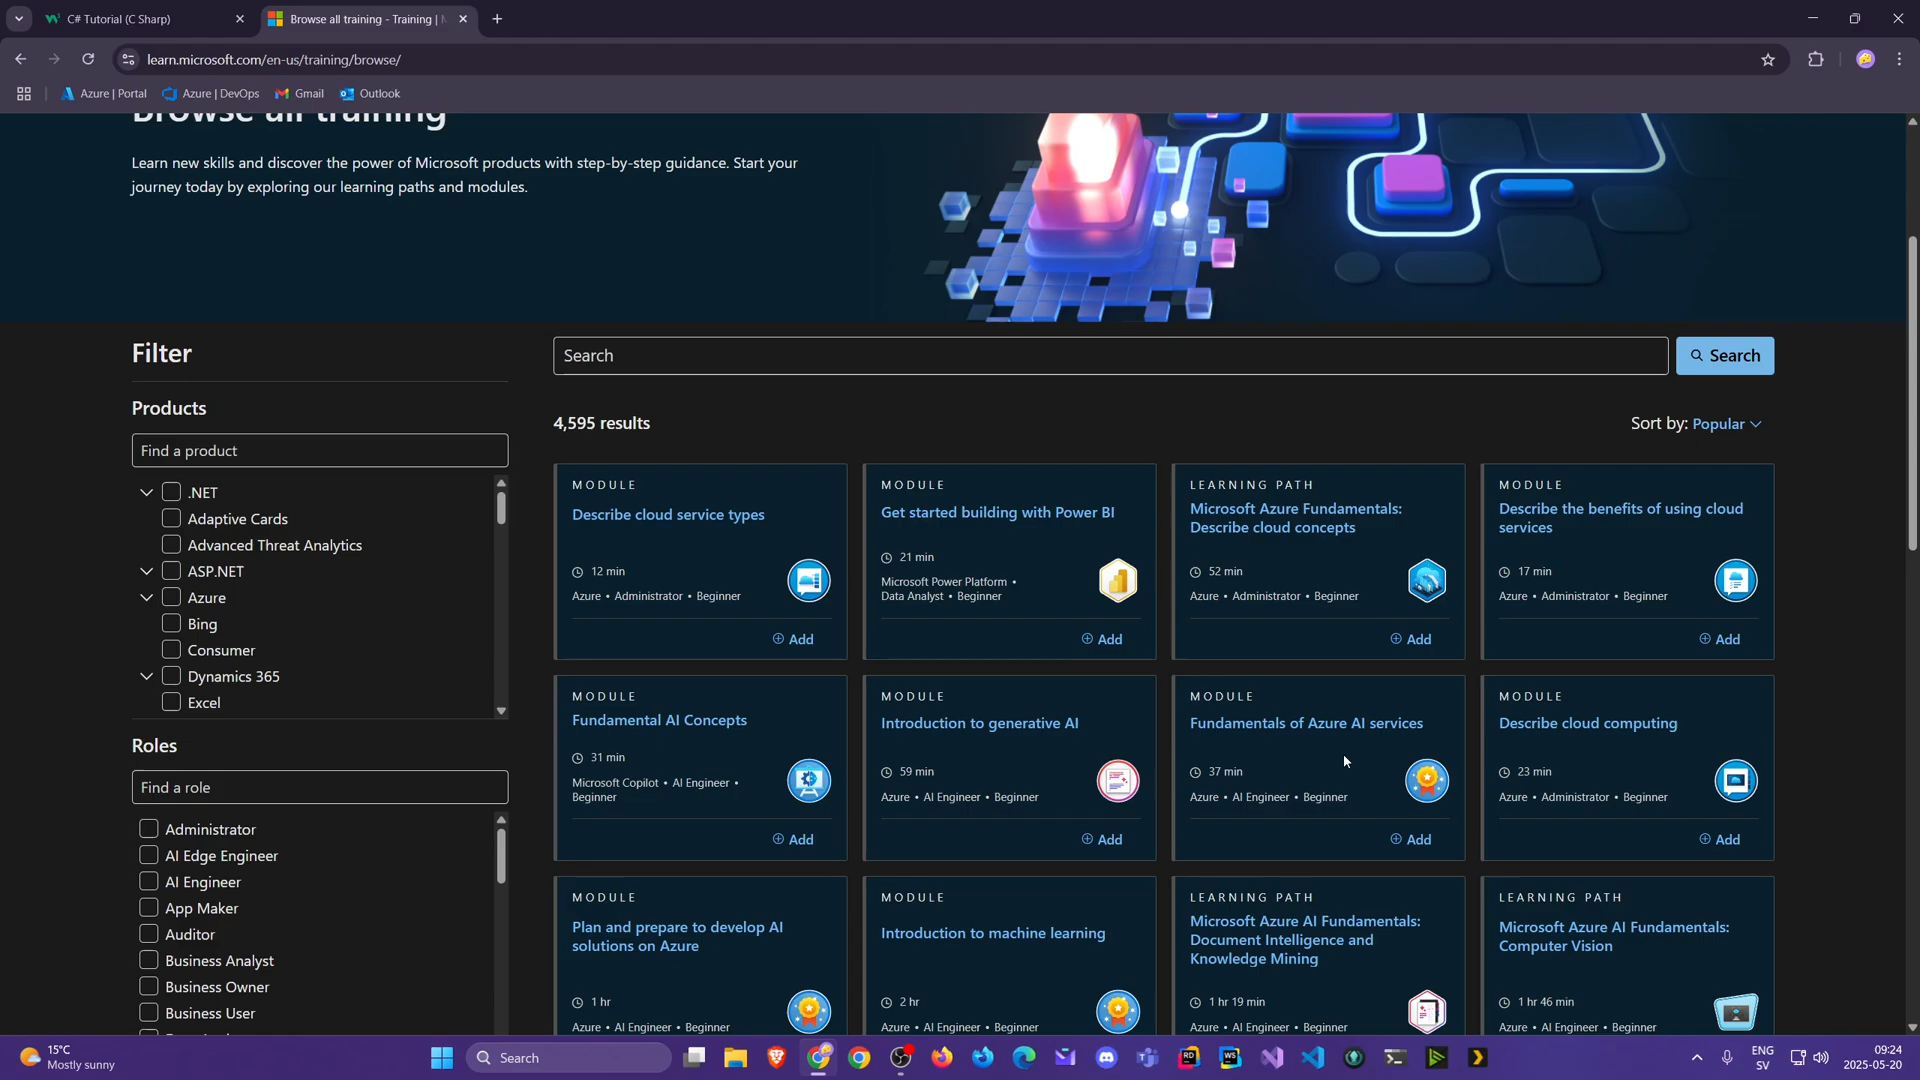 C# Tutorial (C Sharp)
Browse all training - Training |
learn.microsoft.com/en-us/training/browse/
Azure | Portal
Azure | DevOps
Gmail
Outlook
Browse all training
Learn new skills and discover the power of Microsoft products with step-by-step guidance. Start your
journey today by exploring our learning paths and modules.
Filter
Search
Search
Products
4,595 results
Sort by: Popular
Find a product
.NET
Adaptive Cards
Advanced Threat Analytics
ASP.NET
Azure
Bing
Consumer
Dynamics 365
Excel
Roles
Find a role
Administrator
AI Edge Engineer
AI Engineer
App Maker
Auditor
Business Analyst
Business Owner
Business User
MODULE
Describe cloud service types
12 min
Azure • Administrator • Beginner
Add
MODULE
Get started building with Power BI
21 min
Microsoft Power Platform •
Data Analyst • Beginner
Add
LEARNING PATH
Microsoft Azure Fundamentals:
Describe cloud concepts
52 min
Azure • Administrator • Beginner
Add
MODULE
Describe the benefits of using cloud
services
17 min
Azure • Administrator • Beginner
Add
MODULE
Fundamental AI Concepts
31 min
Microsoft Copilot • AI Engineer •
Beginner
Add
MODULE
Introduction to generative AI
59 min
Azure • AI Engineer • Beginner
Add
MODULE
Fundamentals of Azure AI services
37 min
Azure • AI Engineer • Beginner
Add
MODULE
Describe cloud computing
23 min
Azure • Administrator • Beginner
Add
MODULE
Plan and prepare to develop AI
solutions on Azure
1 hr
Azure • AI Engineer • Beginner
MODULE
Introduction to machine learning
2 hr
Azure • AI Engineer • Beginner
LEARNING PATH
Microsoft Azure AI Fundamentals:
Document Intelligence and
Knowledge Mining
1 hr 19 min
Azure • AI Engineer • Beginner
LEARNING PATH
Microsoft Azure AI Fundamentals:
Computer Vision
1 hr 46 min
Azure • AI Engineer • Beginner
15°C
Mostly sunny
Search
RD
WS
ENG
SV
09:24
2025-05-20